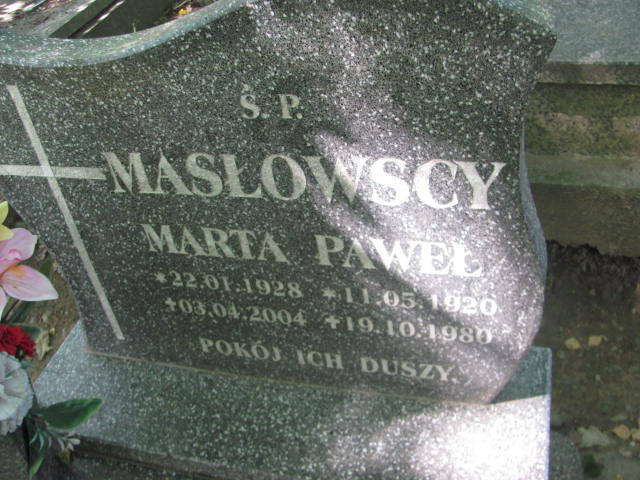 Ś.P.
MASŁOWSCY
MARTA PAWEŁ
*22.01.1928 *11.05.1920
+03.04.2004 +19.10.1980
POKÓJ ICH DUSZY.